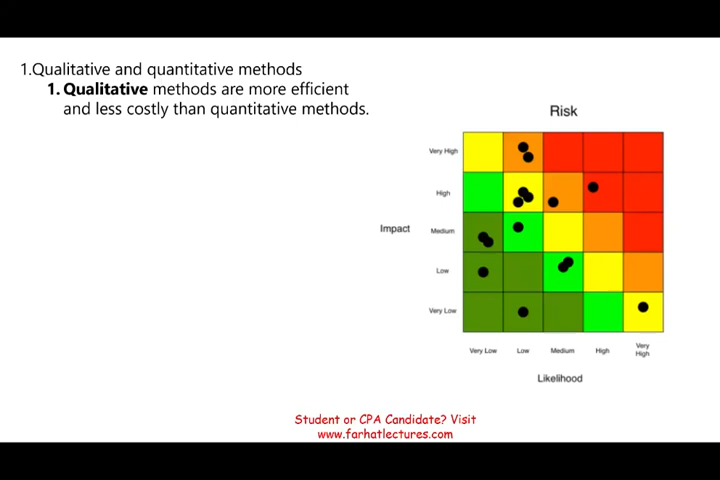 1.Qualitative and quantitative methods
1. Qualitative methods are more efficient
and less costly than quantitative methods.
Risk
Very High
High
Impact
Medium
Low
Very Low
Very Low
Low
Medium
High
Very
High
Likelihood
Student or CPA Candidate? Visit
www.farhatlectures.com